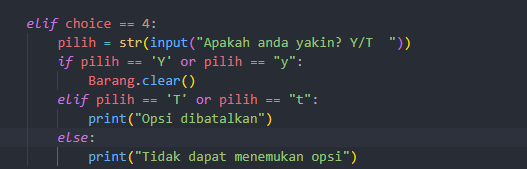 elif choice == 4:
    pilih = str(input("Apakah anda yakin? Y/T  "))
    if pilih == 'Y' or pilih == "y":
        Barang.clear()
    elif pilih == 'T' or pilih == "t":
        print("Opsi dibatalkan")
    else:
        print("Tidak dapat menemukan opsi")